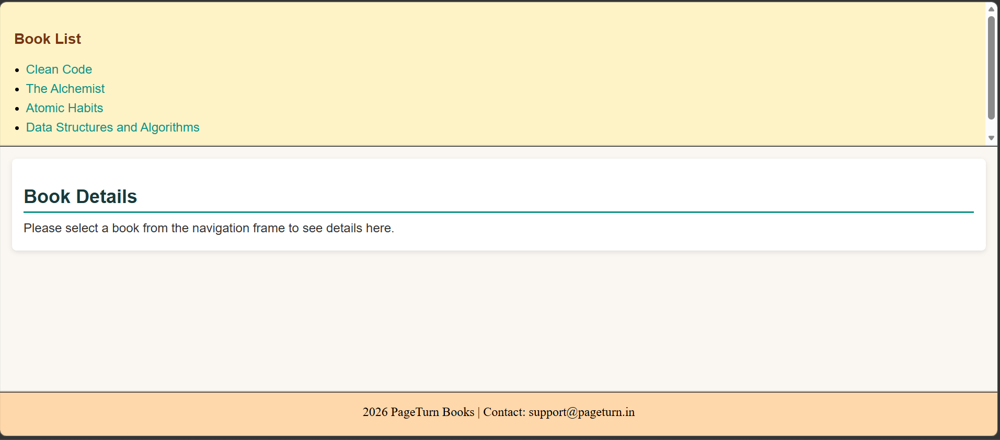 Book List
Clean Code
The Alchemist
Atomic Habits
Data Structures and Algorithms
Book Details
Please select a book from the navigation frame to see details here.
2026 PageTurn Books | Contact: support@pageturn.in